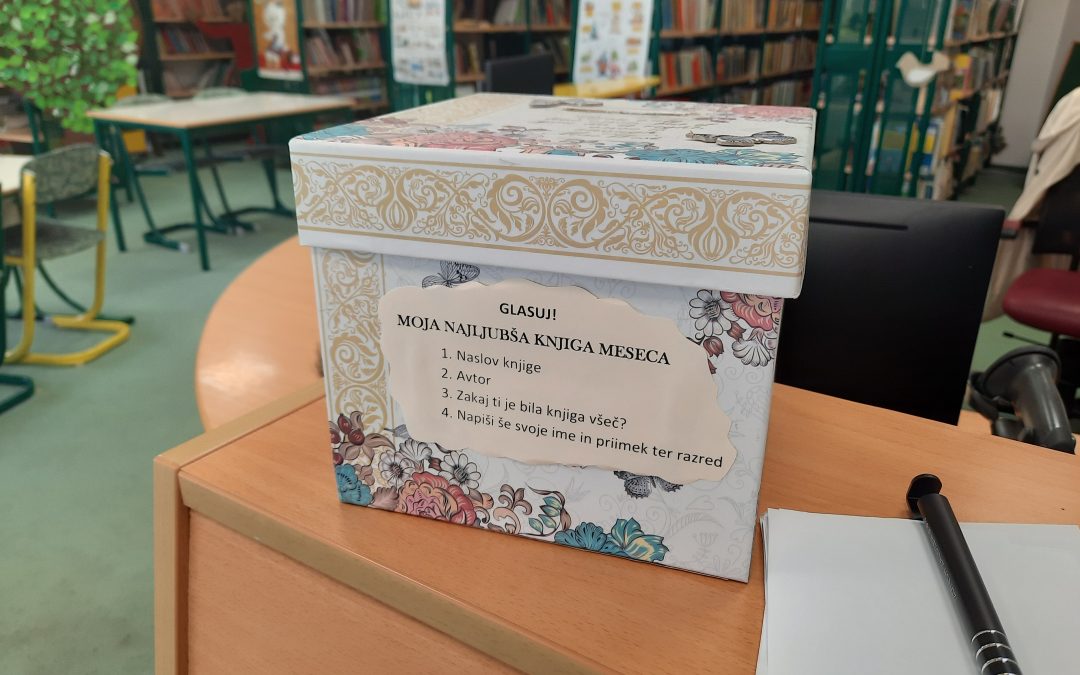 GLASUJ!
MOJA NAJLJUBŠA KNJIGA MESECA
1. Naslov knjige
2. Avtor
3. Zakaj ti je bila knjiga všeč?
4. Napiši še svoje ime in priimek ter razred